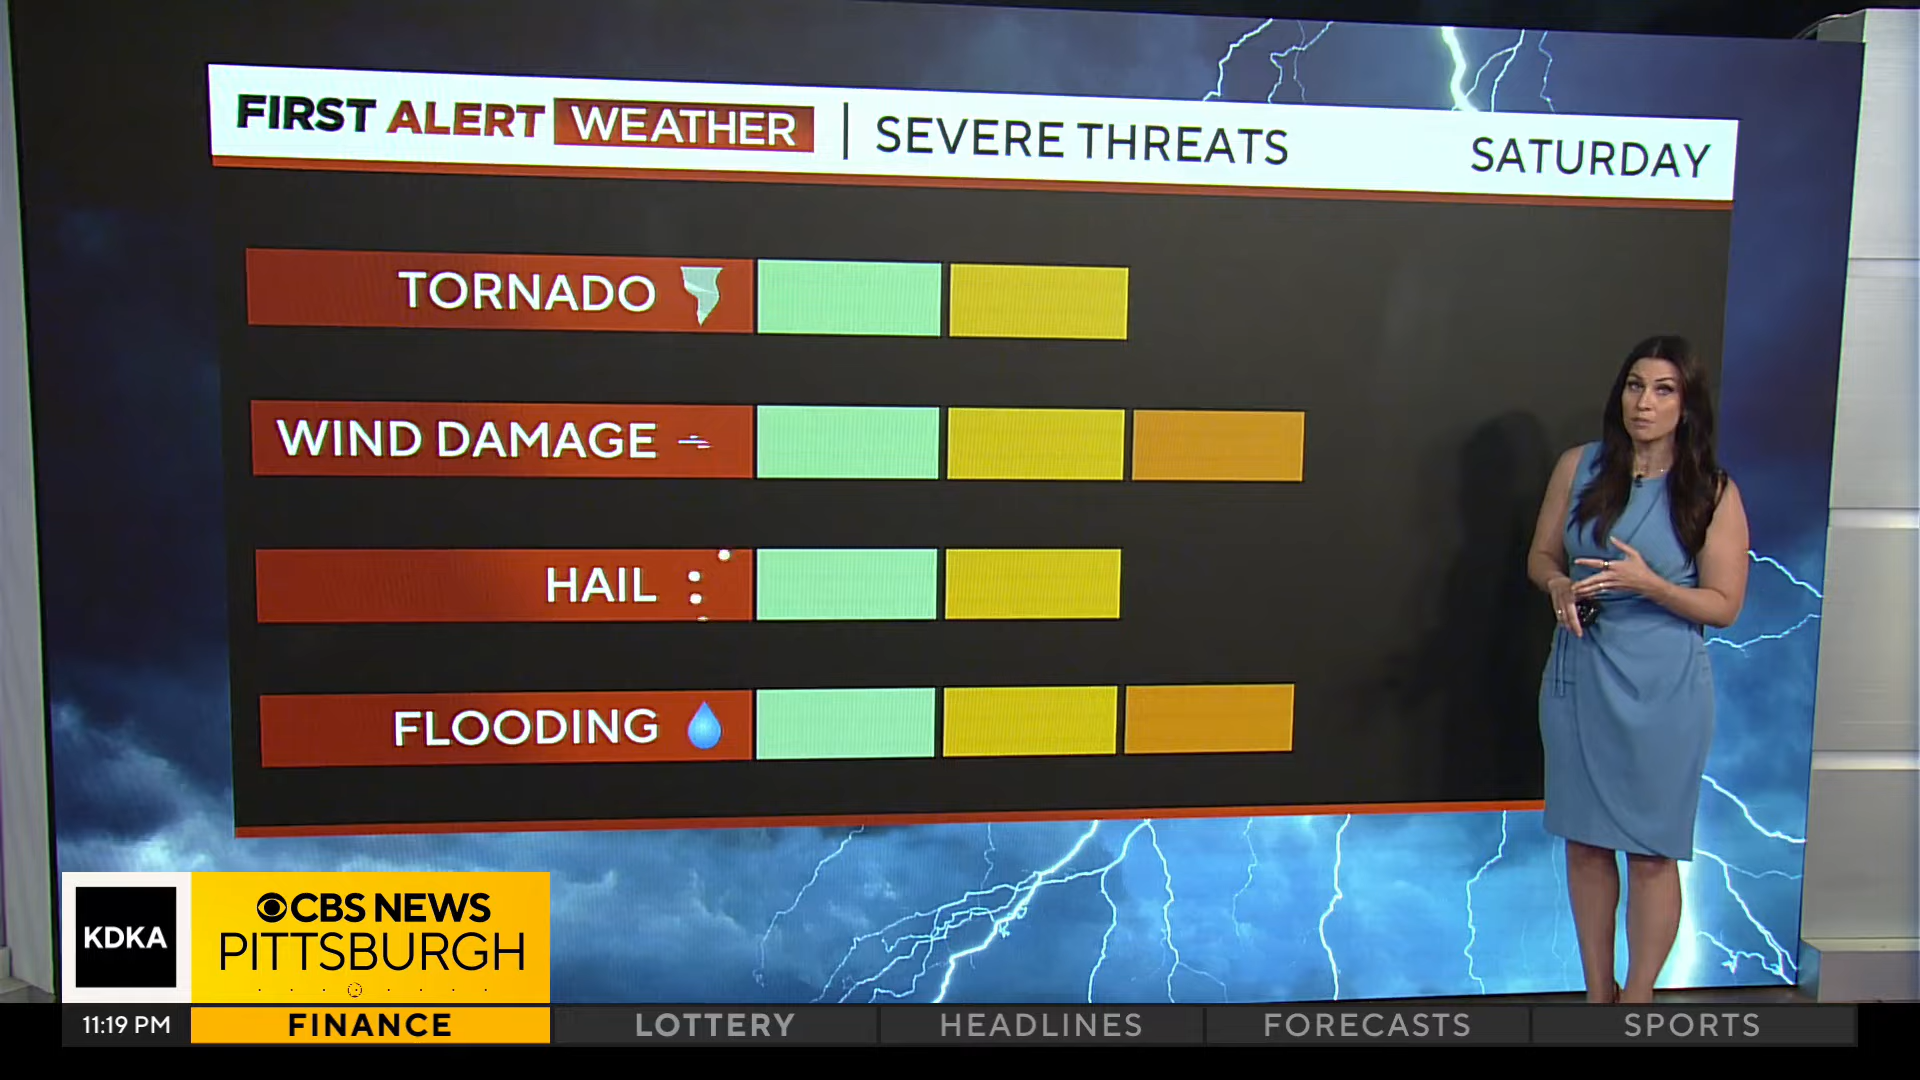 FIRST ALERT WEATHER | SEVERE THREATS SATURDAY
TORNADO
WIND DAMAGE
HAIL
FLOODING
KDKA
CBS NEWS
PITTSBURGH
11:19 PM FINANCE LOTTERY HEADLINES FORECASTS SPORTS